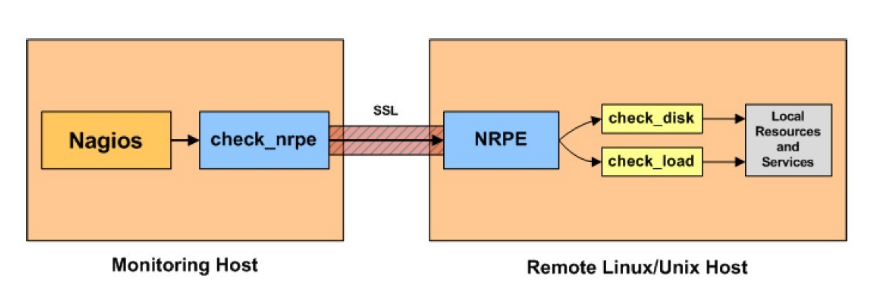 SSL
Nagios
check_nrpe
NRPE
check_disk
check_load
Local
Resources
and
Services
Monitoring Host
Remote Linux/Unix Host